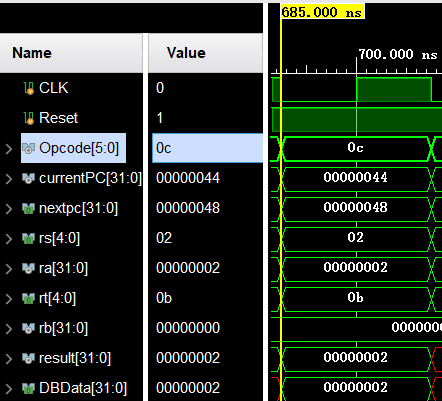 685.000 ns
700.000 ns
Name Value
CLK 0
Reset 1
Opcode[5:0] 0c 0c
currentPC[31:0] 00000044 00000044
nextpc[31:0] 00000048 00000048
rs[4:0] 02 02
ra[31:0] 00000002 00000002
rt[4:0] 0b 0b
rb[31:0] 00000000 0000000
result[31:0] 00000002 00000002
DBData[31:0] 00000002 00000002